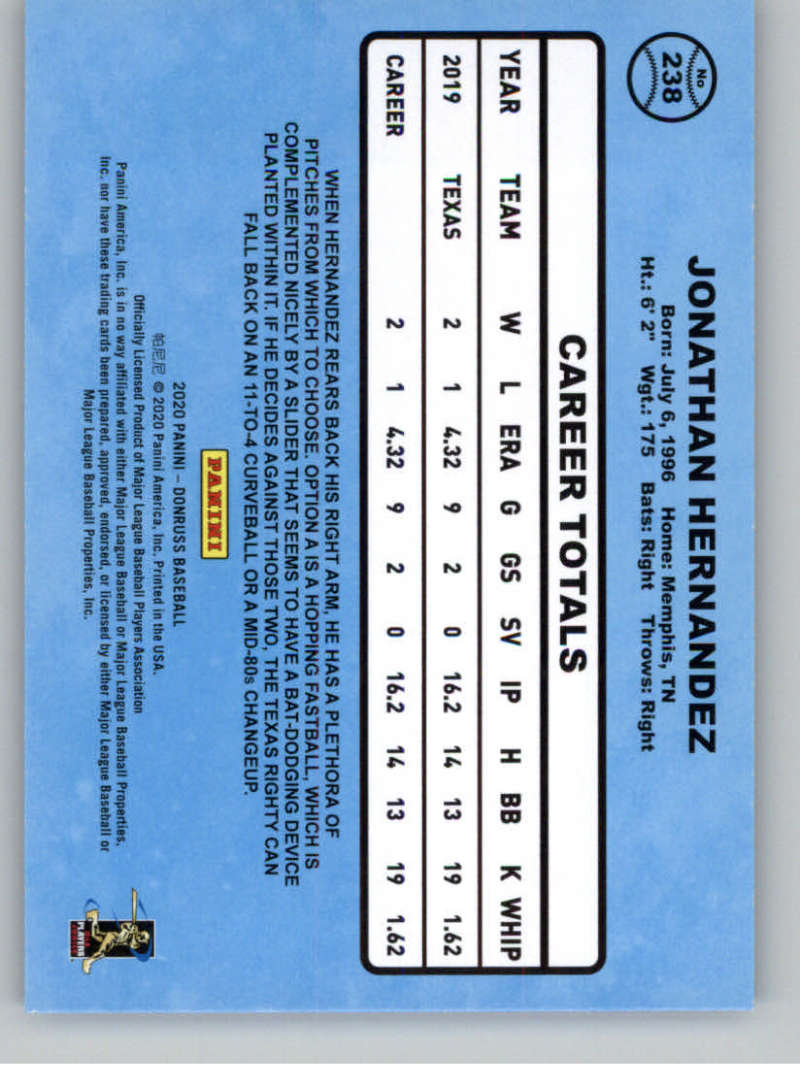 No
238
JONATHAN HERNANDEZ
Born: July 6, 1996 Home: Memphis, TN
Ht.: 6' 2" Wgt.: 175 Bats: Right Throws: Right
CAREER TOTALS
YEAR TEAM W L ERA G GS SV IP H BB K WHIP
2019 TEXAS 2 1 4.32 9 2 0 16.2 14 13 19 1.62
CAREER 2 1 4.32 9 2 0 16.2 14 13 19 1.62
WHEN HERNANDEZ REARS BACK HIS RIGHT ARM, HE HAS A PLETHORA OF
PITCHES FROM WHICH TO CHOOSE. OPTION A IS A HOPPING FASTBALL, WHICH IS
COMPLEMENTED NICELY BY A SLIDER THAT SEEMS TO HAVE A BAT-DODGING DEVICE
PLANTED WITHIN IT. IF HE DECIDES AGAINST THOSE TWO, THE TEXAS RIGHTY CAN
FALL BACK ON AN 11-TO-4 CURVEBALL OR A MID-80s CHANGEUP.
PANINI
2020 PANINI – DONRUSS BASEBALL
帕尼尼 © 2020 Panini America, Inc. Printed in the USA.
Officially Licensed Product of Major League Baseball Players Association
Panini America, Inc. is in no way affiliated with either Major League Baseball or Major League Baseball Properties,
Inc. nor have these trading cards been prepared, approved, endorsed, or licensed by either Major League Baseball or
Major League Baseball Properties, Inc.
PLAYERS